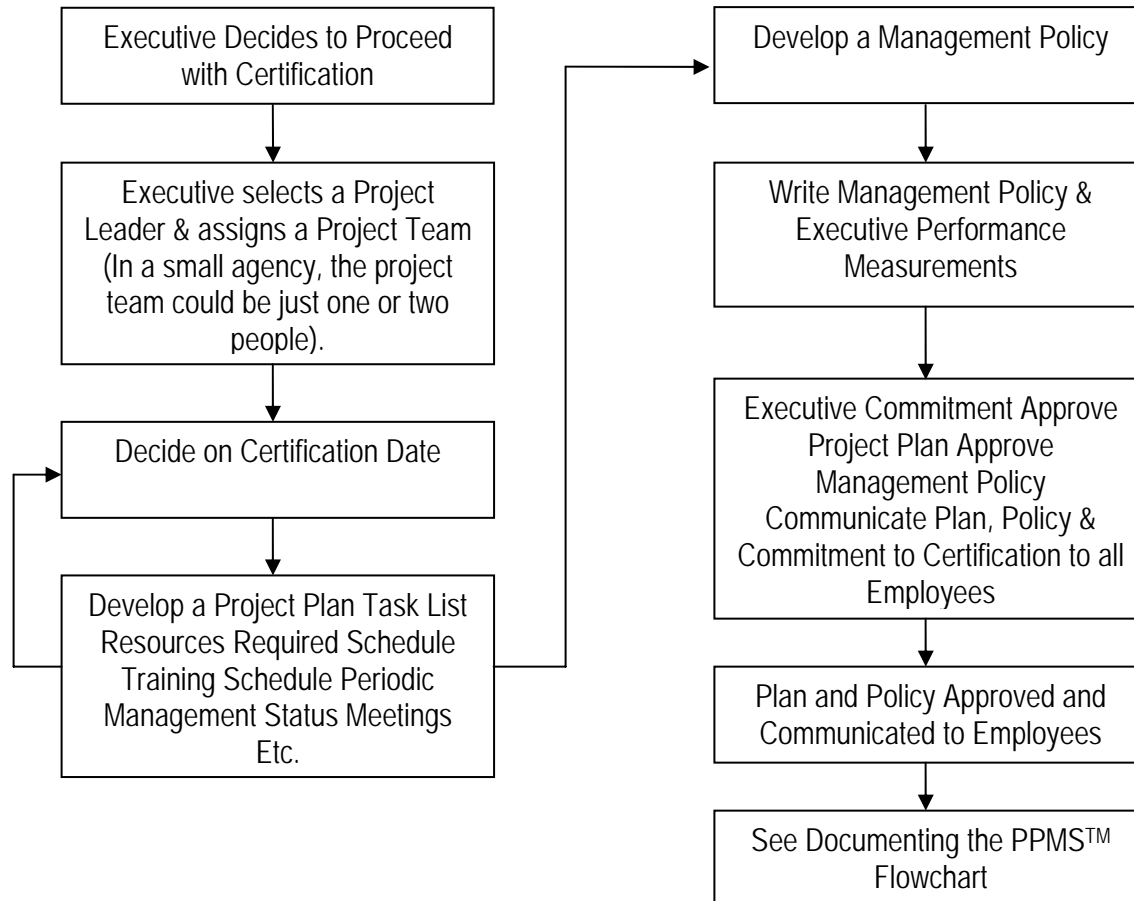 Executive Decides to Proceed
with Certification
Executive selects a Project
Leader & assigns a Project Team
(In a small agency, the project
team could be just one or two
people).
Decide on Certification Date
Develop a Project Plan Task List
Resources Required Schedule
Training Schedule Periodic
Management Status Meetings
Etc.
Develop a Management Policy
Write Management Policy &
Executive Performance
Measurements
Executive Commitment Approve
Project Plan Approve
Management Policy
Communicate Plan, Policy &
Commitment to Certification to all
Employees
Plan and Policy Approved and
Communicated to Employees
See Documenting the PPMS™
Flowchart